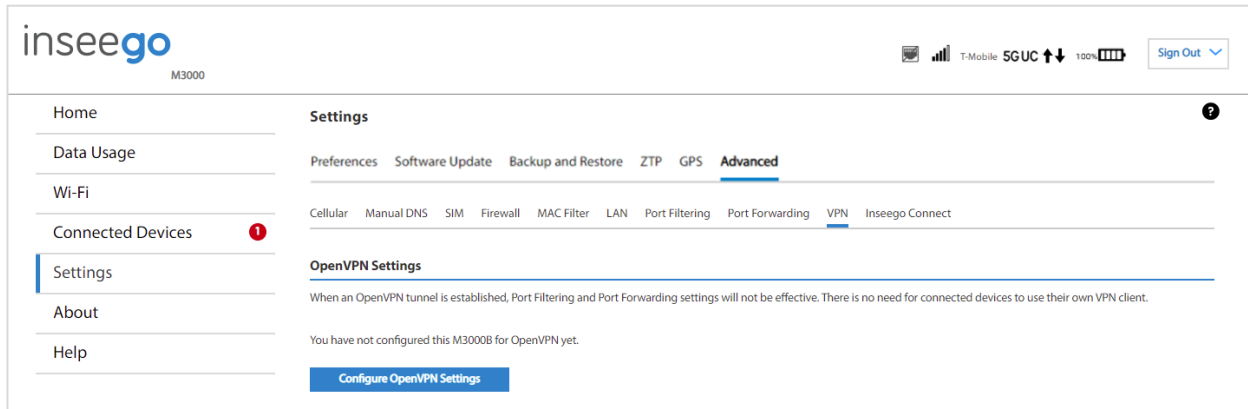 inseego
M3000
T-Mobile 5G UC 100% Sign Out
Home
Data Usage
Wi-Fi
Connected Devices 1
Settings
About
Help
Settings ?
Preferences Software Update Backup and Restore ZTP GPS Advanced
Cellular Manual DNS SIM Firewall MAC Filter LAN Port Filtering Port Forwarding VPN Inseego Connect
OpenVPN Settings
When an OpenVPN tunnel is established, Port Filtering and Port Forwarding settings will not be effective. There is no need for connected devices to use their own VPN client.
You have not configured this M3000B for OpenVPN yet.
Configure OpenVPN Settings